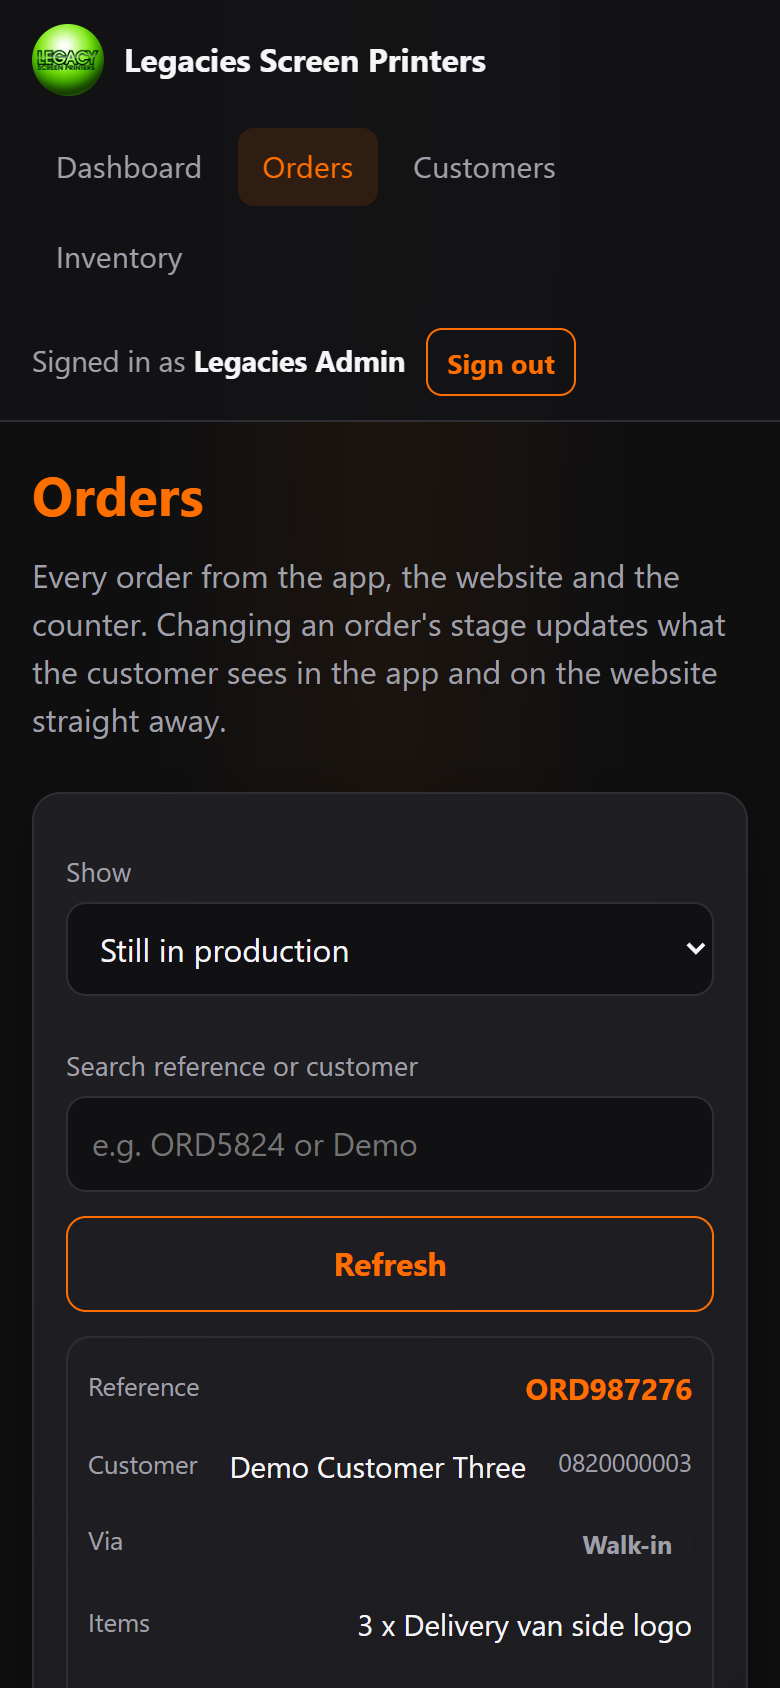 LEGACY
SCREEN PRINTERS
Legacies Screen Printers
Dashboard
Orders
Customers
Inventory
Signed in as Legacies Admin
Sign out
Orders
Every order from the app, the website and the
counter. Changing an order's stage updates what
the customer sees in the app and on the website
straight away.
Show
Still in production
Search reference or customer
e.g. ORD5824 or Demo
Refresh
Reference
ORD987276
Customer
Demo Customer Three
0820000003
Via
Walk-in
Items
3 x Delivery van side logo